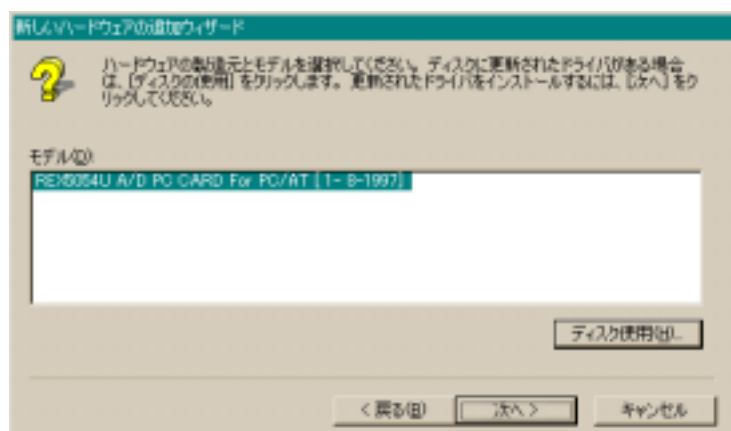 新しいハードウェアの追加ウィザード
ハードウェアの製造元とモデルを選択してください。ディスクに更新されたドライバがある場合
は、[ディスクの使用] をクリックします。更新されたドライバをインストールするには、[次へ] をク
リックしてください。
モデル(D):
REX5054U A/D PC CARD For PC/AT [ 1- 8-1997]
ディスク使用(H)...
< 戻る(B)
次へ >
キャンセル